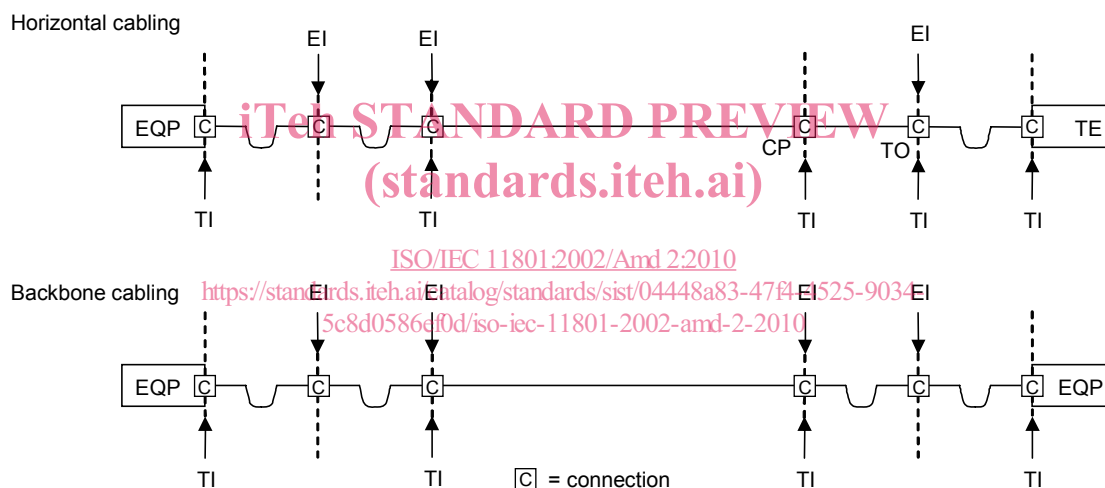 Horizontal cabling
EI EI EI
EQP C C C C C C TE
CP TO
TI TI TI TI TI
iTeh STANDARD PREVIEW
(standards.iteh.ai)
ISO/IEC 11801:2002/Amd 2:2010
https://standards.iteh.ai/catalog/standards/sist/04448a83-47f4-4525-9034-
5c8d0586ef0d/iso-iec-11801-2002-amd-2-2010
Backbone cabling
EI EI EI EI
EQP C C C C C C EQP
TI TI TI TI
C = connection